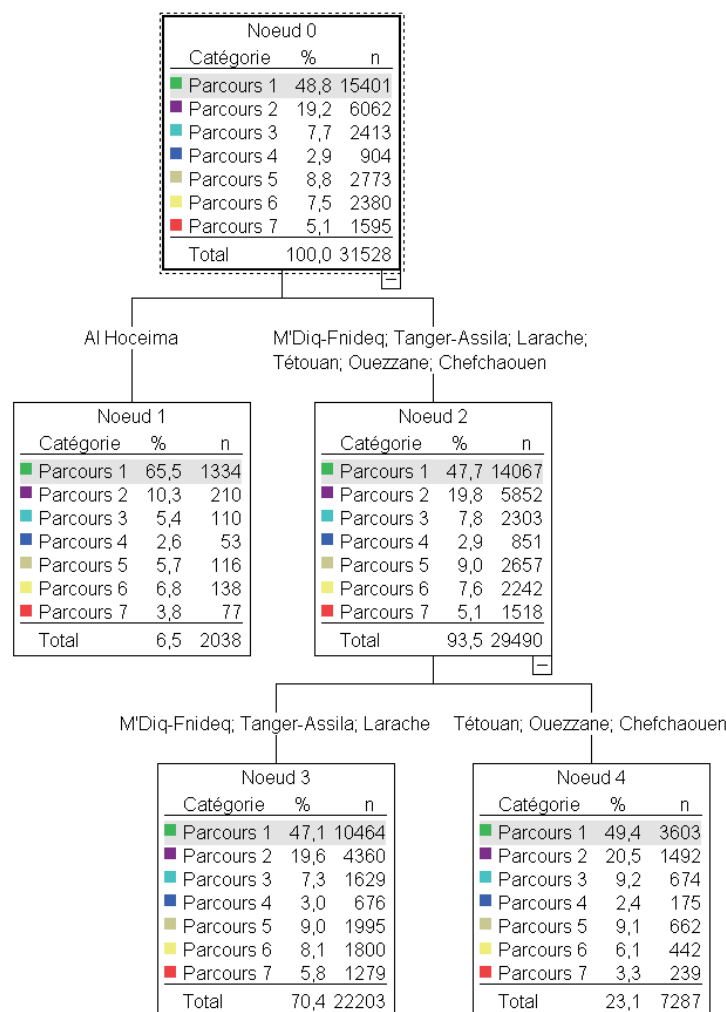 Noeud 0
Catégorie % n
Parcours 1 48,8 15401
Parcours 2 19,2 6062
Parcours 3 7,7 2413
Parcours 4 2,9 904
Parcours 5 8,8 2773
Parcours 6 7,5 2380
Parcours 7 5,1 1595
Total 100,0 31528
Al Hoceima
M'Diq-Fnideq; Tanger-Assila; Larache;
Tétouan; Ouezzane; Chefchaouen
Noeud 1
Catégorie % n
Parcours 1 65,5 1334
Parcours 2 10,3 210
Parcours 3 5,4 110
Parcours 4 2,6 53
Parcours 5 5,7 116
Parcours 6 6,8 138
Parcours 7 3,8 77
Total 6,5 2038
Noeud 2
Catégorie % n
Parcours 1 47,7 14067
Parcours 2 19,8 5852
Parcours 3 7,8 2303
Parcours 4 2,9 851
Parcours 5 9,0 2657
Parcours 6 7,6 2242
Parcours 7 5,1 1518
Total 93,5 29490
M'Diq-Fnideq; Tanger-Assila; Larache
Tétouan; Ouezzane; Chefchaouen
Noeud 3
Catégorie % n
Parcours 1 47,1 10464
Parcours 2 19,6 4360
Parcours 3 7,3 1629
Parcours 4 3,0 676
Parcours 5 9,0 1995
Parcours 6 8,1 1800
Parcours 7 5,8 1279
Total 70,4 22203
Noeud 4
Catégorie % n
Parcours 1 49,4 3603
Parcours 2 20,5 1492
Parcours 3 9,2 674
Parcours 4 2,4 175
Parcours 5 9,1 662
Parcours 6 6,1 442
Parcours 7 3,3 239
Total 23,1 7287